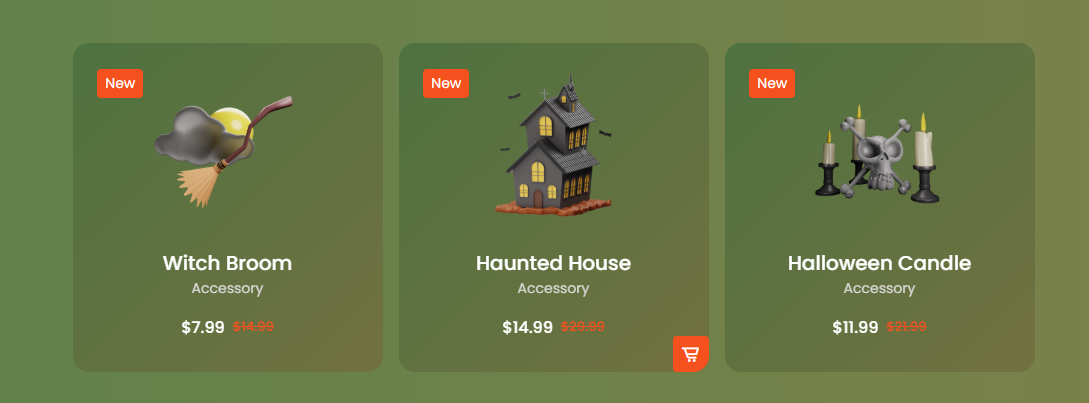 New
Witch Broom
Accessory
$7.99 $14.99
New
Haunted House
Accessory
$14.99 $29.99
New
Halloween Candle
Accessory
$11.99 $21.99